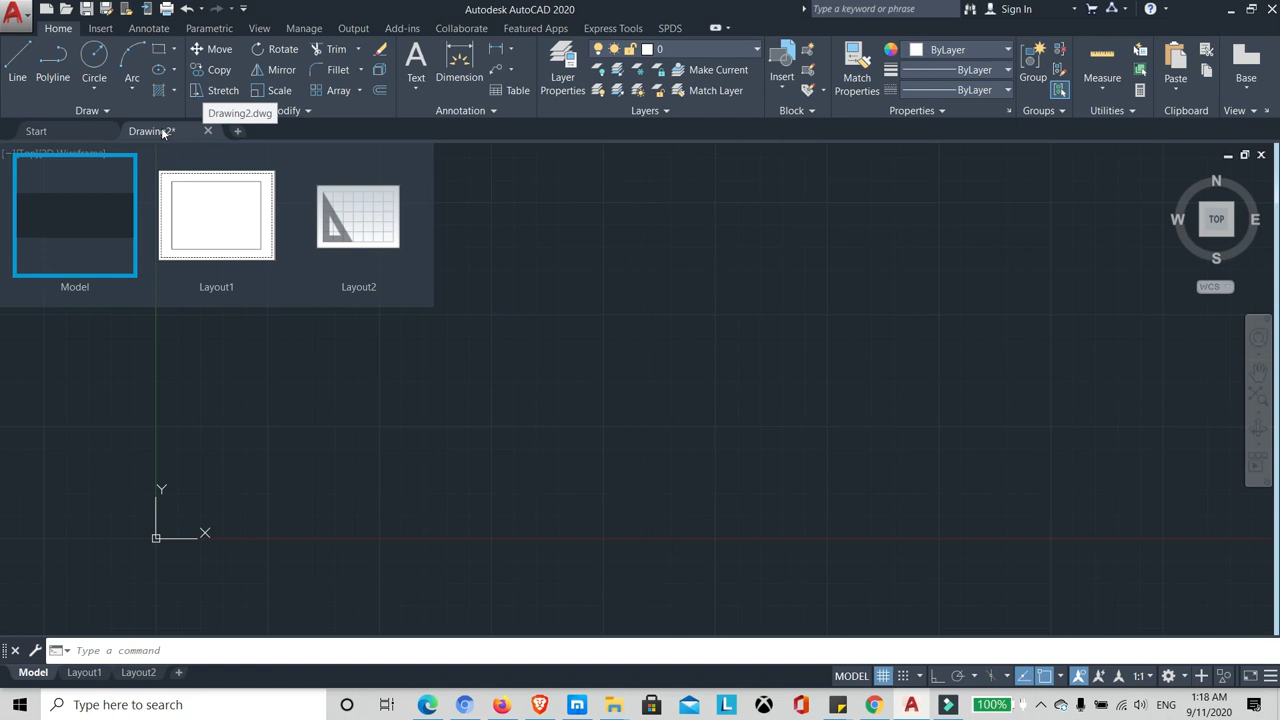 Autodesk AutoCAD 2020
Type a keyword or phrase
Sign In
Home Insert Annotate Parametric View Manage Output Add-ins Collaborate Express Tools Featured Apps SPDS
Line
Polyline
Circle
Arc
Move
Rotate
Trim
Copy
Mirror
Fillet
Stretch
Scale
Array
Text
Dimension
Table
Layer
Properties
0
Make Current
Match Layer
Insert
Match
Properties
ByLayer
ByLayer
ByLayer
Group
Measure
Paste
Base
Draw
Annotation
Layers
Block
Properties
Groups
Utilities
Clipboard
View
Drawing2.dwg
Start
[−][Top][2D Wireframe]
Model
Layout1
Layout2
N
W
TOP
E
S
WCS
Y
X
Type a command
Model Layout1 Layout2
MODEL
1:1
Type here to search
100%
ENG
1:18 AM
9/11/2020